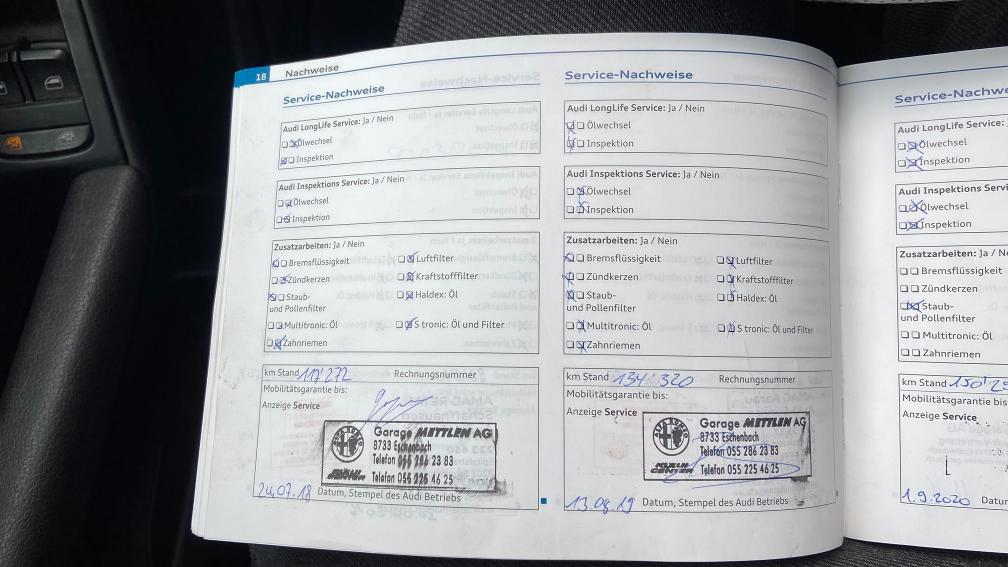 18 Nachweise
Service-Nachweise
Audi LongLife Service: Ja / Nein
Ölwechsel
Inspektion
Audi Inspektions Service: Ja / Nein
Ölwechsel
Inspektion
Zusatzarbeiten: Ja / Nein
Bremsflüssigkeit
Luftfilter
Zündkerzen
Kraftstofffilter
Staub-
und Pollenfilter
Haldex: Öl
Multitronic: Öl
S tronic: Öl und Filter
Zahnriemen
km Stand 117'272 Rechnungsnummer
Mobilitätsgarantie bis:
Anzeige Service
Garage METTLEN AG
8733 Eschenbach
Telefon 055 286 23 83
Telefon 055 225 46 25
24.07.18 Datum, Stempel des Audi Betriebs
Service-Nachweise
Audi LongLife Service: Ja / Nein
Ölwechsel
Inspektion
Audi Inspektions Service: Ja / Nein
Ölwechsel
Inspektion
Zusatzarbeiten: Ja / Nein
Bremsflüssigkeit
Luftfilter
Zündkerzen
Kraftstofffilter
Staub-
und Pollenfilter
Haldex: Öl
Multitronic: Öl
S tronic: Öl und Filter
Zahnriemen
km Stand 134'320 Rechnungsnummer
Mobilitätsgarantie bis:
Anzeige Service
Garage METTLEN AG
8733 Eschenbach
Telefon 055 286 23 83
Telefon 055 225 46 25
13.08.19 Datum, Stempel des Audi Betriebs
Service-Nachwe
Audi LongLife Service:
Ölwechsel
Inspektion
Audi Inspektions Servi
Ölwechsel
Inspektion
Zusatzarbeiten: Ja / N
Bremsflüssigkeit
Zündkerzen
Staub-
und Pollenfilter
Multitronic: Öl
Zahnriemen
km Stand 150'2
Mobilitätsgarantie bis
Anzeige Service
1.9.2020 Datu